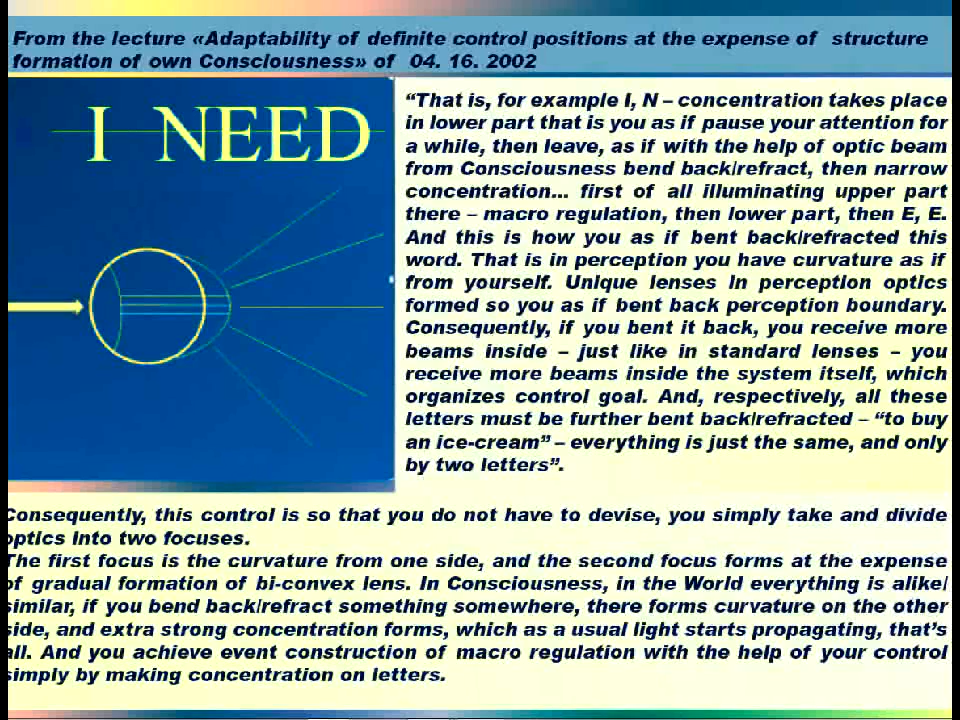 From the lecture «Adaptability of definite control positions at the expense of structure
formation of own Consciousness» of 04. 16. 2002
I NEED
“That is, for example I, N – concentration takes place
in lower part that is you as if pause your attention for
a while, then leave, as if with the help of optic beam
from Consciousness bend back/refract, then narrow
concentration... first of all illuminating upper part
there – macro regulation, then lower part, then E, E.
And this is how you as if bent back/refracted this
word. That is in perception you have curvature as if
from yourself. Unique lenses in perception optics
formed so you as if bent back perception boundary.
Consequently, if you bent it back, you receive more
beams inside – just like in standard lenses – you
receive more beams inside the system itself, which
organizes control goal. And, respectively, all these
letters must be further bent back/refracted – “to buy
an ice-cream” – everything is just the same, and only
by two letters”.
Consequently, this control is so that you do not have to devise, you simply take and divide
optics into two focuses.
The first focus is the curvature from one side, and the second focus forms at the expense
of gradual formation of bi-convex lens. In Consciousness, in the World everything is alike/
similar, if you bend back/refract something somewhere, there forms curvature on the other
side, and extra strong concentration forms, which as a usual light starts propagating, that’s
all. And you achieve event construction of macro regulation with the help of your control
simply by making concentration on letters.